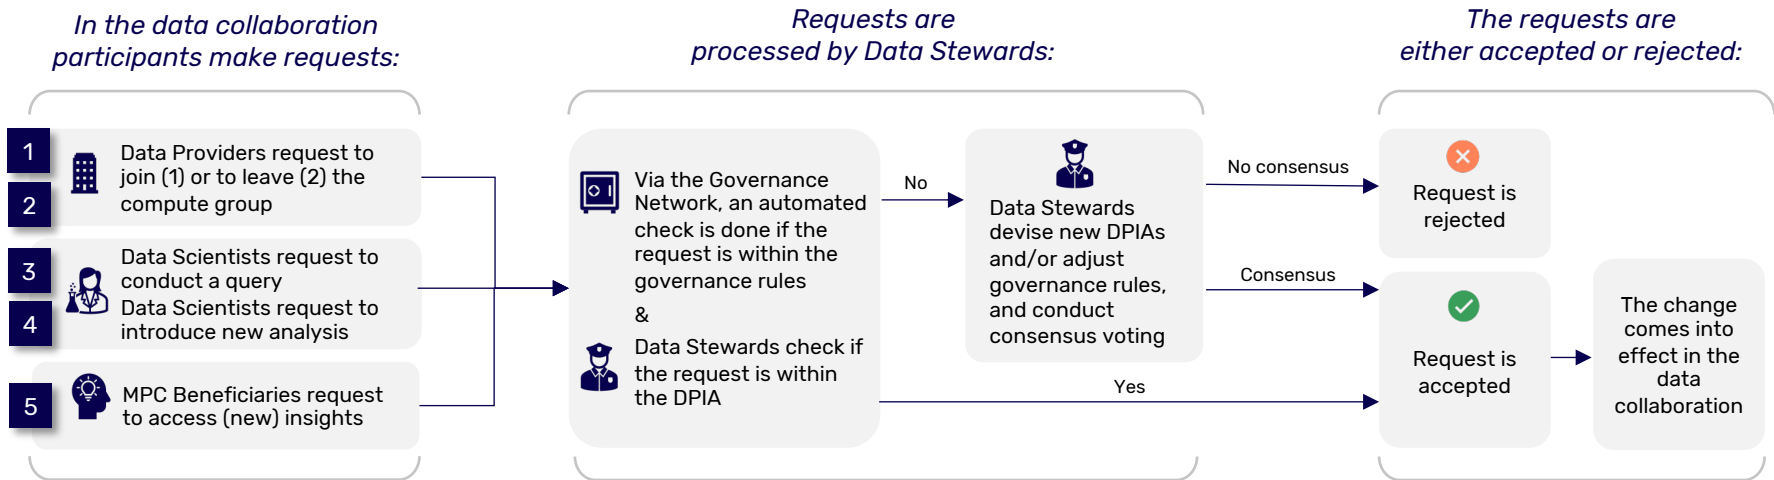 In the data collaboration
participants make requests:
1
2
Data Providers request to
join (1) or to leave (2) the
compute group
3
4
Data Scientists request to
conduct a query
Data Scientists request to
introduce new analysis
5
MPC Beneficiaries request
to access (new) insights
Requests are
processed by Data Stewards:
Via the Governance
Network, an automated
check is done if the
request is within the
governance rules
&
Data Stewards check if
the request is within
the DPIA
No
Data Stewards
devise new DPIAs
and/or adjust
governance rules,
and conduct
consensus voting
Yes
No consensus
Consensus
The requests are
either accepted or rejected:
Request is
rejected
Request is
accepted
The change
comes into
effect in the
data
collaboration